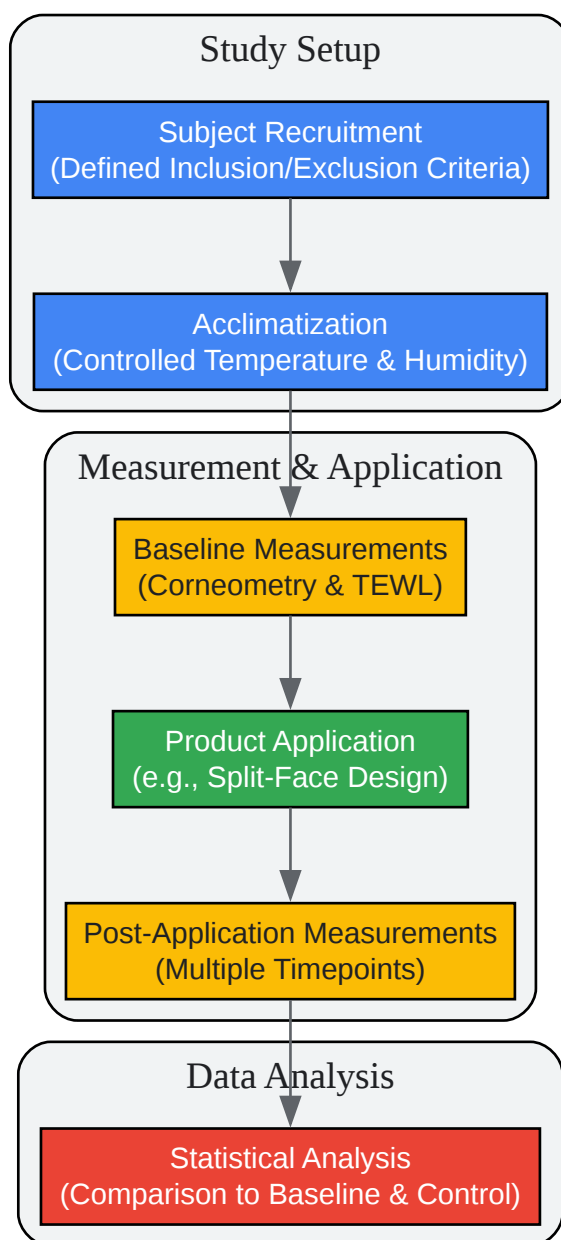 Study Setup
Subject Recruitment
(Defined Inclusion/Exclusion Criteria)
Acclimatization
(Controlled Temperature & Humidity)
Measurement & Application
Baseline Measurements
(Corneometry & TEWL)
Product Application
(e.g., Split-Face Design)
Post-Application Measurements
(Multiple Timepoints)
Data Analysis
Statistical Analysis
(Comparison to Baseline & Control)